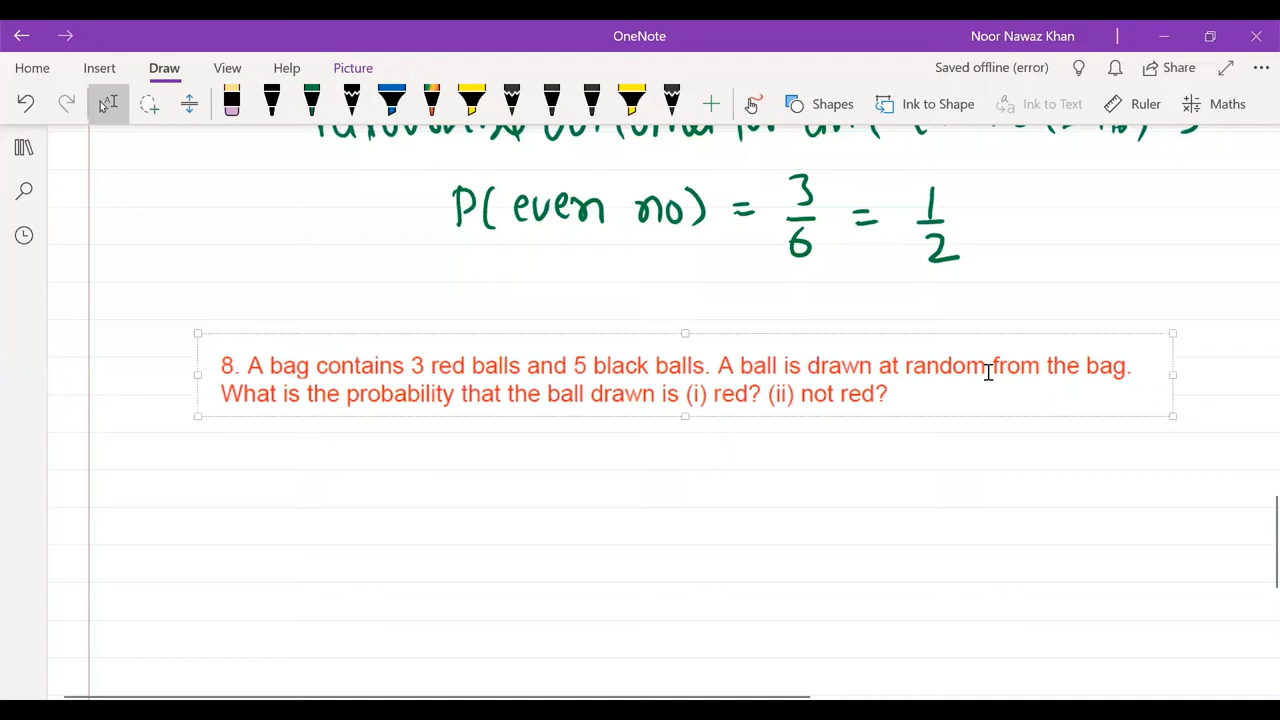 OneNote
Noor Nawaz Khan
Home Insert Draw View Help Picture
Saved offline (error)
Share
Shapes
Ink to Shape
Ink to Text
Ruler
Maths
P(even no) = 3/6 = 1/2
8. A bag contains 3 red balls and 5 black balls. A ball is drawn at random from the bag.
What is the probability that the ball drawn is (i) red? (ii) not red?